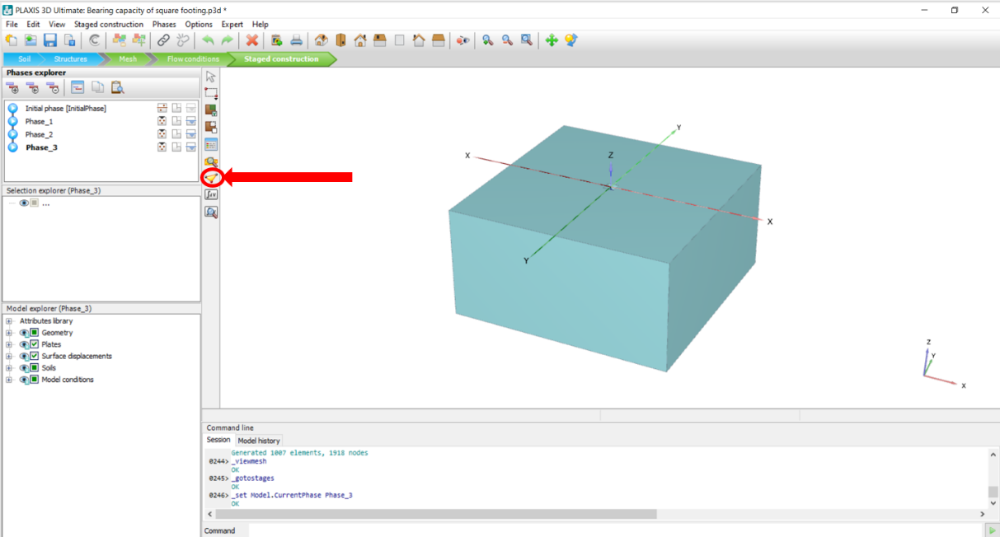 PLAXIS 3D Ultimate: Bearing capacity of square footing.p3d *
File Edit View Staged construction Phases Options Expert Help
Soil Structures Mesh Flow conditions Staged construction
Phases explorer
Initial phase [InitialPhase]
Phase_1
Phase_2
Phase_3
Selection explorer (Phase_3)
...
Model explorer (Phase_3)
Attributes library
Geometry
Plates
Surface displacements
Soils
Model conditions
Y
X
Z
X
Y
Z
Y
X
Command line
Session Model history
Generated 1007 elements, 1918 nodes
0244> _viewmesh
OK
0245> _gotostages
OK
0246> _set Model.CurrentPhase Phase_3
OK
Command